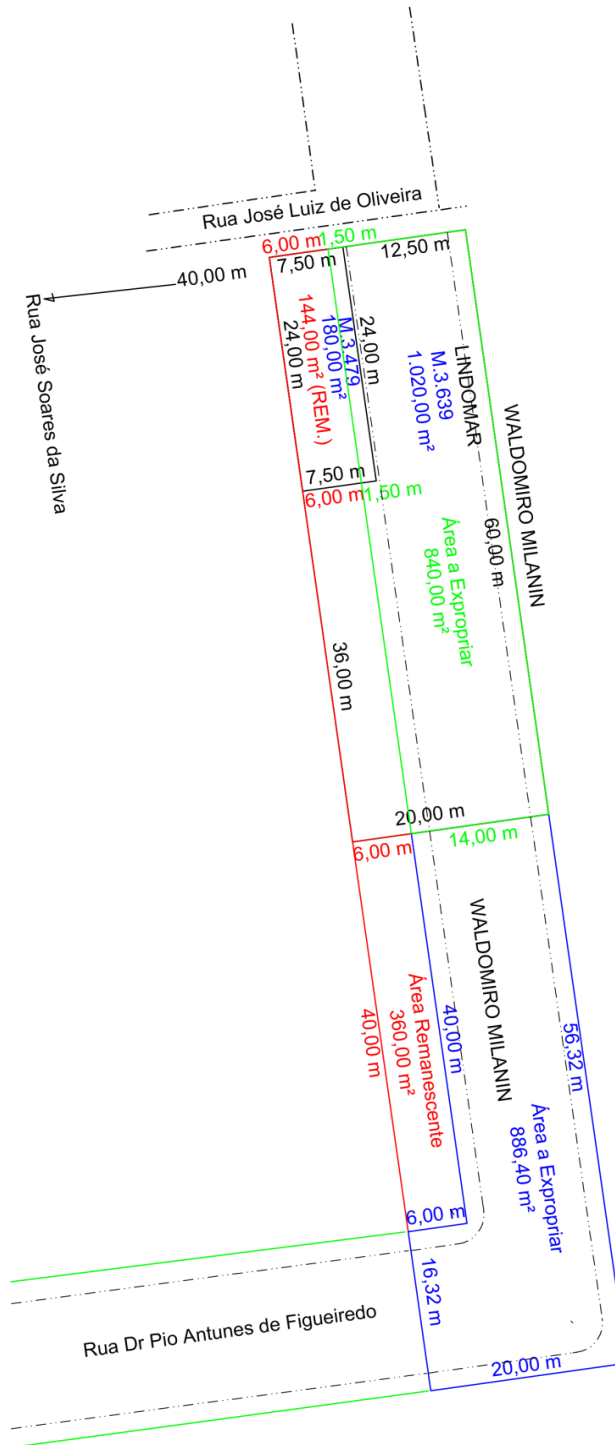 Rua José Luiz de Oliveira
6,00 m
1,50 m
7,50 m
12,50 m
40,00 m
Rua José Soares da Silva
24,00 m
144,00 m² (REM.)
180,00 m²
M.3.479
24,00 m
LINDOMAR
M.3.639
1.020,00 m²
WALDOMIRO MILANIN
7,50 m
6,00 m
1,50 m
Área a Expropriar
840,00 m²
60,00 m
36,00 m
20,00 m
6,00 m
14,00 m
WALDOMIRO MILANIN
Área Remanescente
360,00 m²
40,00 m
40,00 m
56,32 m
Área a Expropriar
886,40 m²
6,00 m
16,32 m
Rua Dr Pio Antunes de Figueiredo
20,00 m